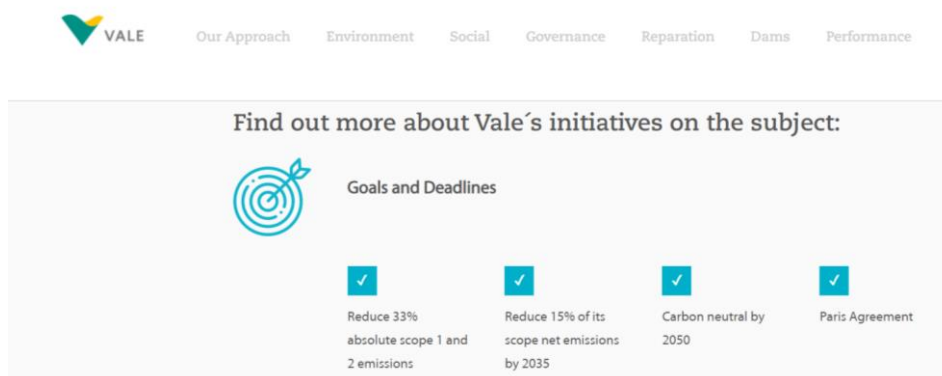 VALE Our Approach Environment Social Governance Reparation Dams Performance
Find out more about Vale´s initiatives on the subject:
Goals and Deadlines
Reduce 33%
absolute scope 1 and
2 emissions
Reduce 15% of its
scope net emissions
by 2035
Carbon neutral by
2050
Paris Agreement